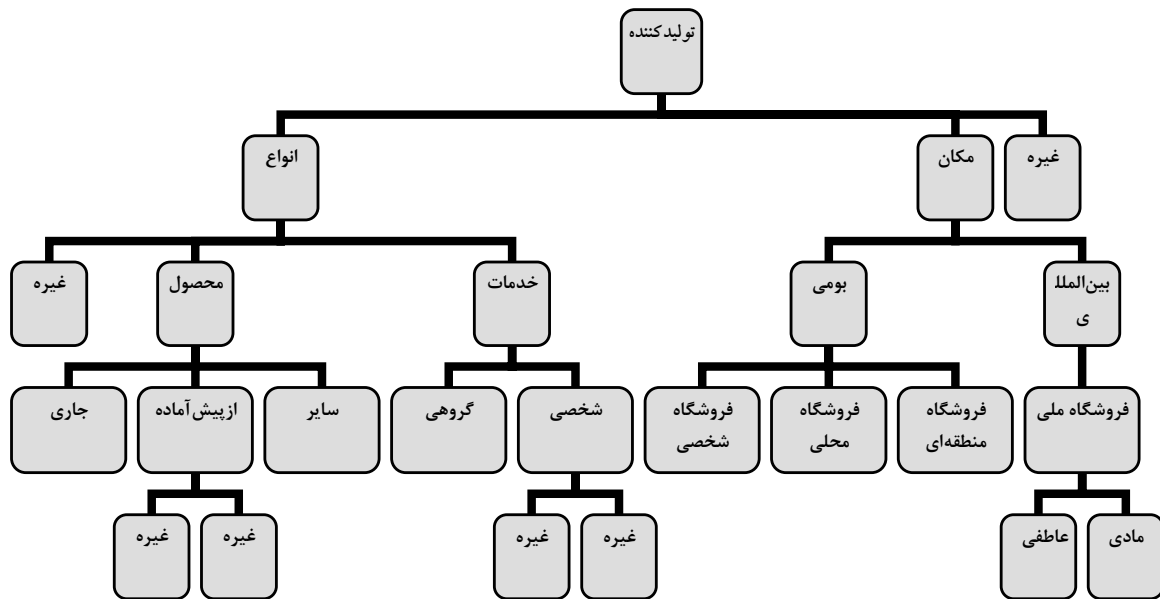 تولیدکننده
غیره
مکان
انواع
بین‌المللـ
ی
بومی
خدمات
محصول
غیره
فروشگاه ملی
فروشگاه
منطقه‌ای
فروشگاه
محلی
فروشگاه
شخصی
شخصی
گروهی
سایر
ازپیش‌آماده
جاری
مادی
عاطفی
غیره
غیره
غیره
غیره